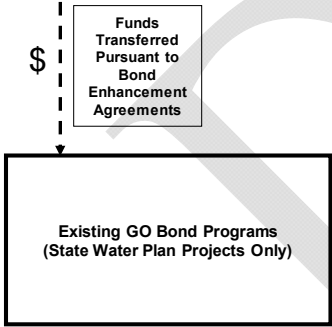 Funds
Transferred
Pursuant to
Bond
Enhancement
Agreements
$
Existing GO Bond Programs
(State Water Plan Projects Only)